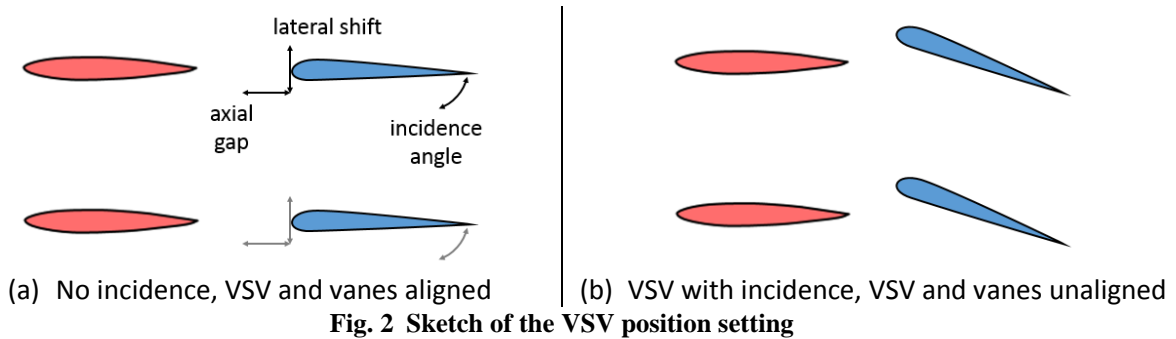 lateral shift
axial
gap
incidence
angle
(a) No incidence, VSV and vanes aligned
(b) VSV with incidence, VSV and vanes unaligned
Fig. 2 Sketch of the VSV position setting